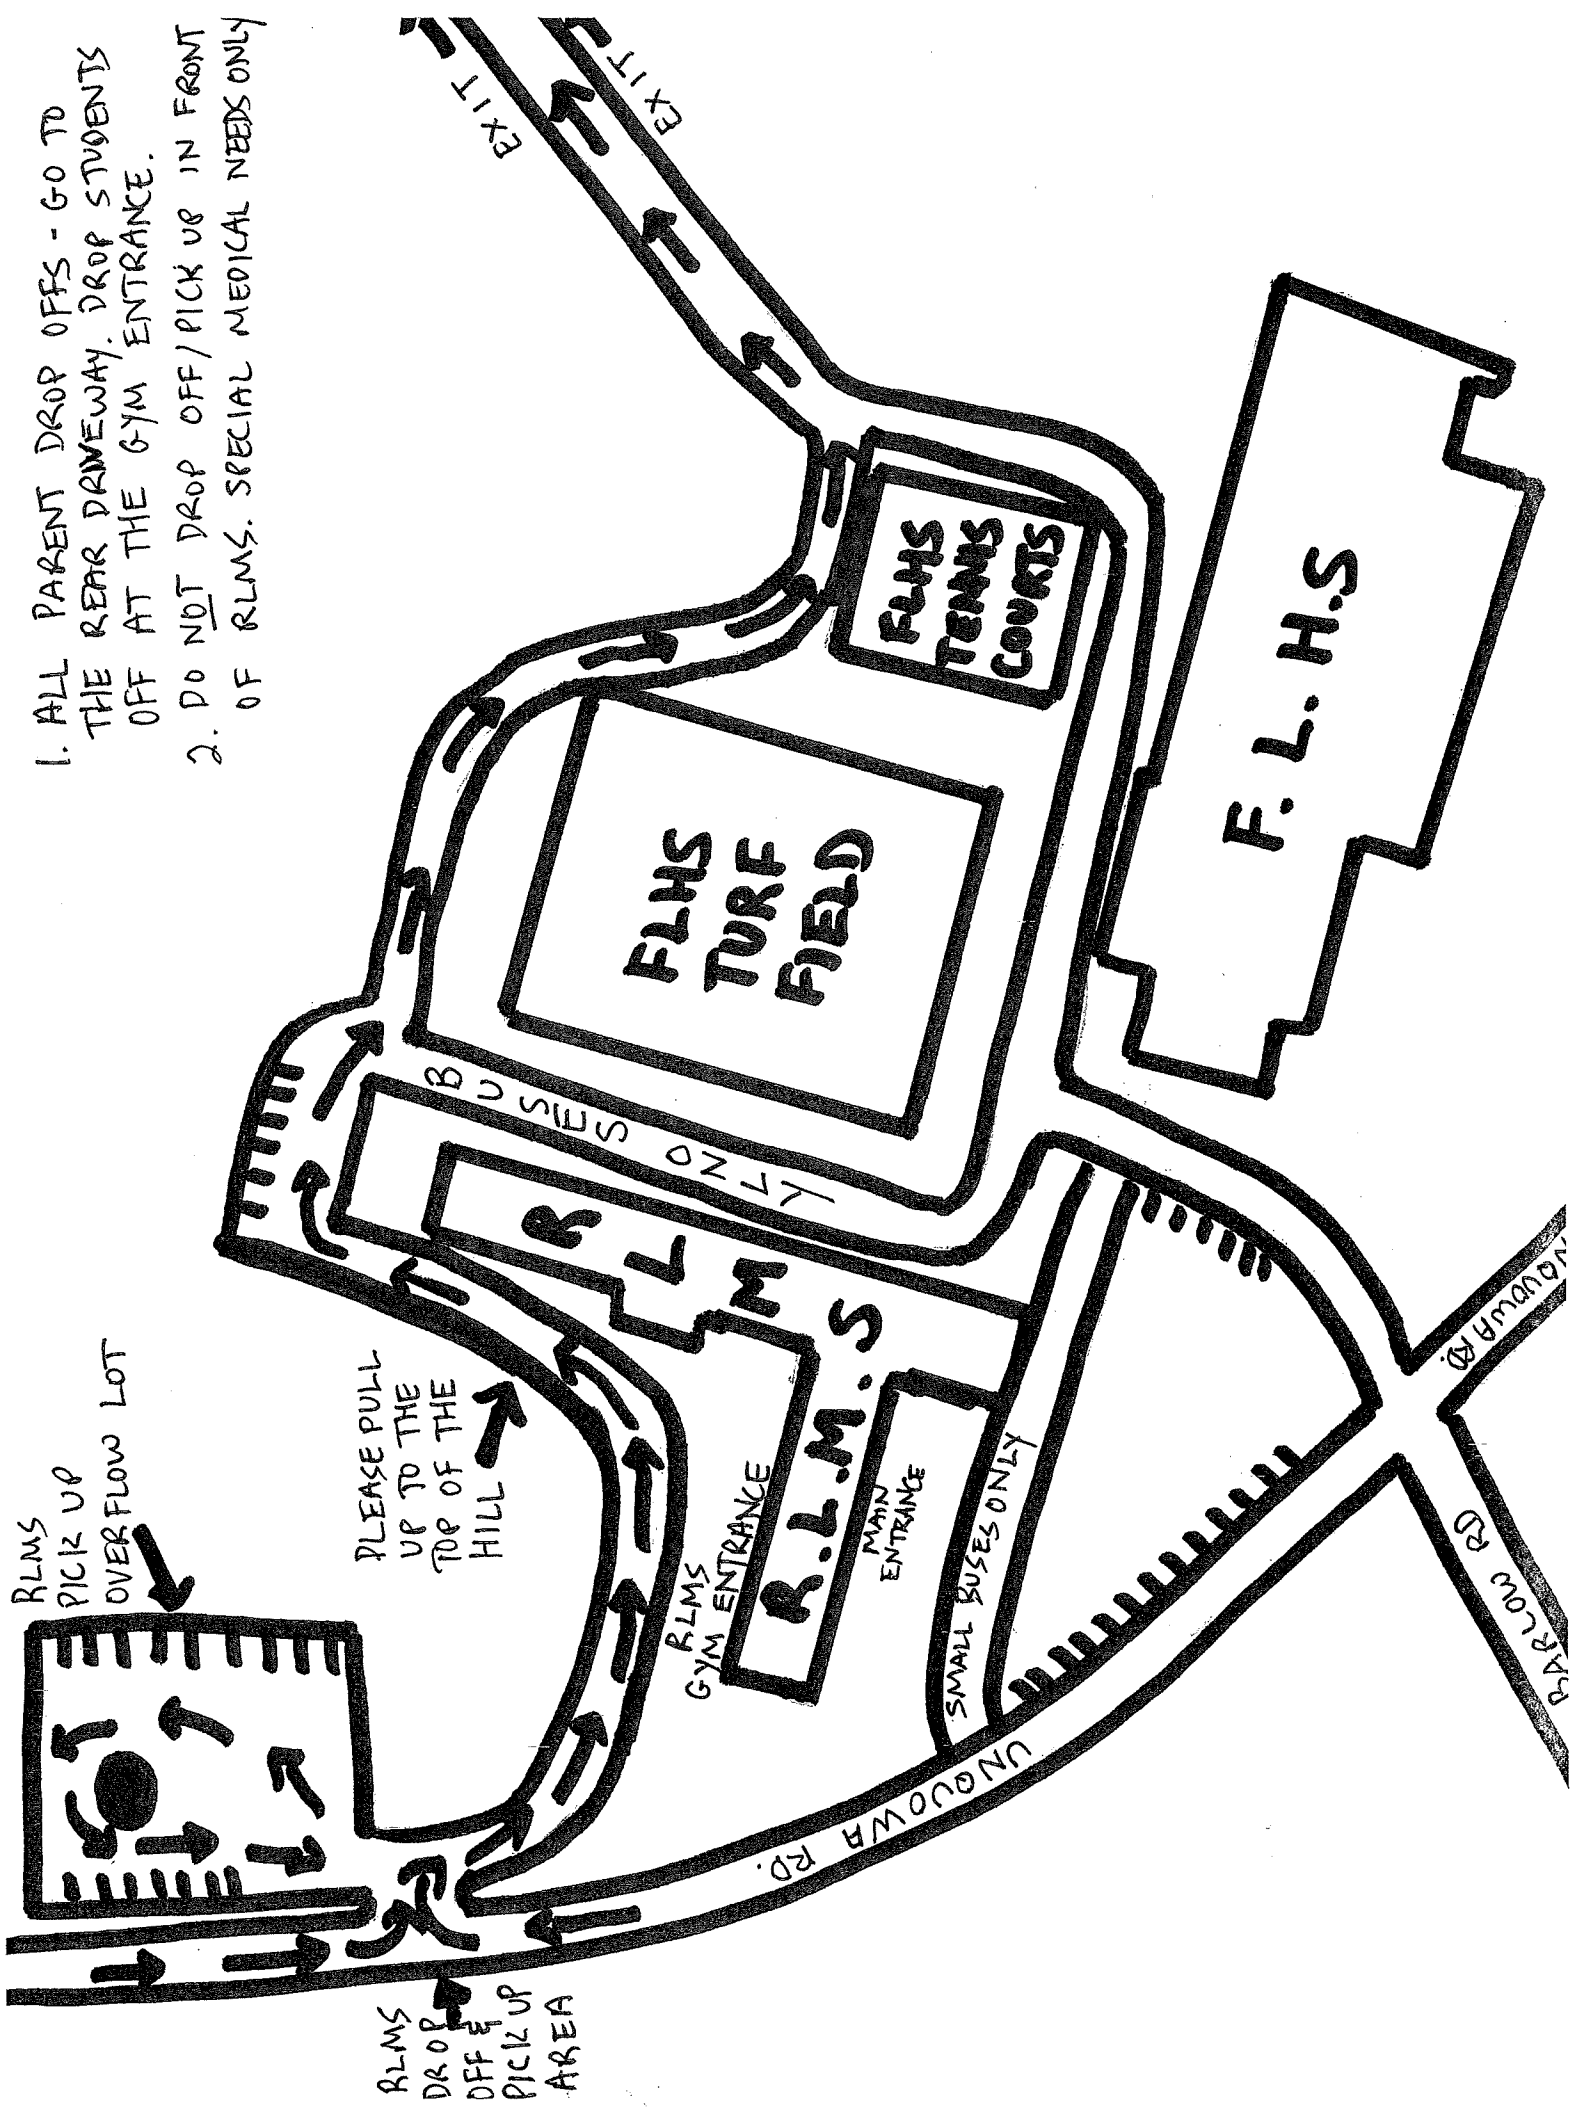 1. ALL PARENT DROP OFFS - GO TO
THE REAR DRIVEWAY. DROP STUDENTS
OFF AT THE GYM ENTRANCE.
2. DO NOT DROP OFF/PICK UP IN FRONT
OF RLMS. SPECIAL MEDICAL NEEDS ONLY
RLMS
PICK UP
OVERFLOW LOT
PLEASE PULL
UP TO THE
TOP OF THE
HILL
EXIT
EXIT
RLMS
DROP
OFF &
PICK UP
AREA
BUSES ONLY
FLHS
TURF
FIELD
FLHS
TENNIS
COURTS
RLMS
GYM ENTRANCE
R L M S
R.L.M.S
MAIN
ENTRANCE
SMALL BUSES ONLY
F. L. H.S
UNQUOWA RD.
BARLOW RD
UNQUOWA RD.